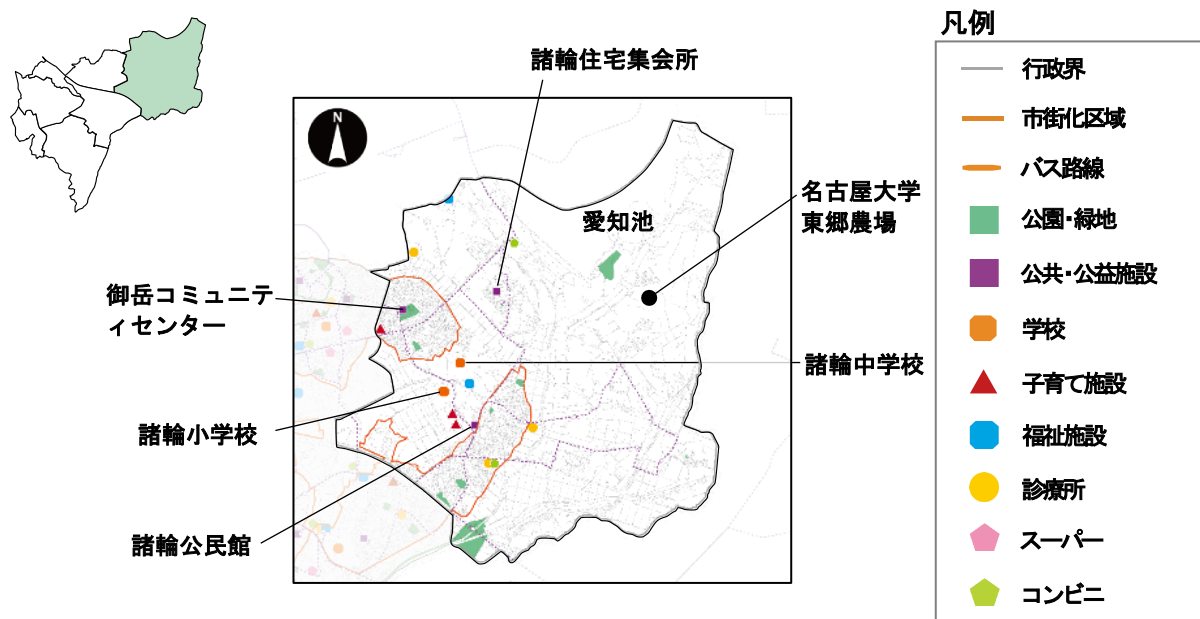 凡例
諸輪住宅集会所
行政界
市街化区域
N
バス路線
名古屋大学
東郷農場
愛知池
公園・緑地
公共・公益施設
御岳コミュニテ
ィセンター
学校
諸輪中学校
子育て施設
諸輪小学校
福祉施設
診療所
諸輪公民館
スーパー
コンビニ